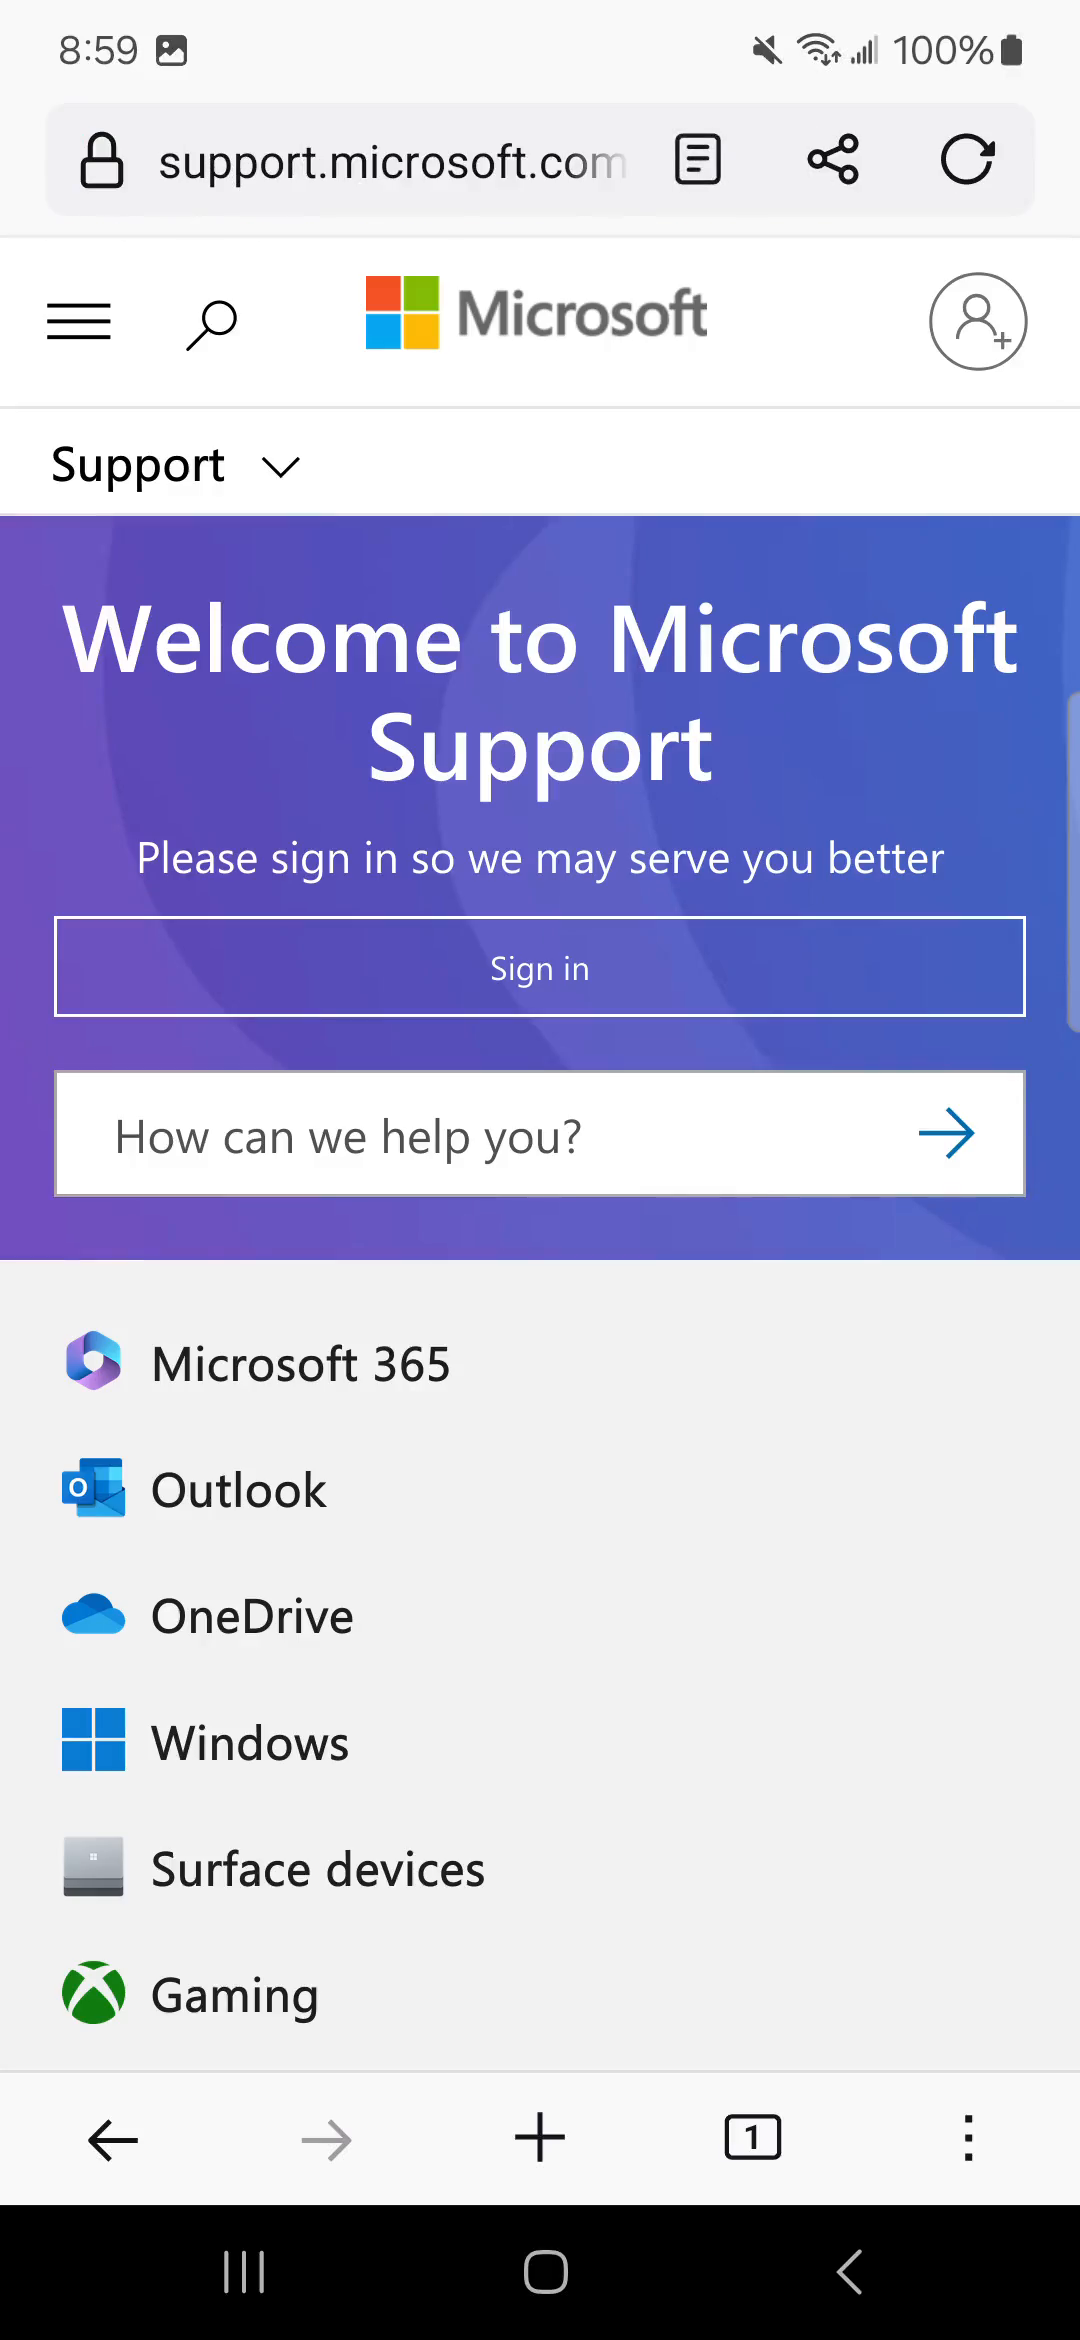 8:59
100%
support.microsoft.com
Microsoft
Support
Welcome to Microsoft
Support
Please sign in so we may serve you better
Sign in
How can we help you?
Microsoft 365
Outlook
OneDrive
Windows
Surface devices
Gaming
1